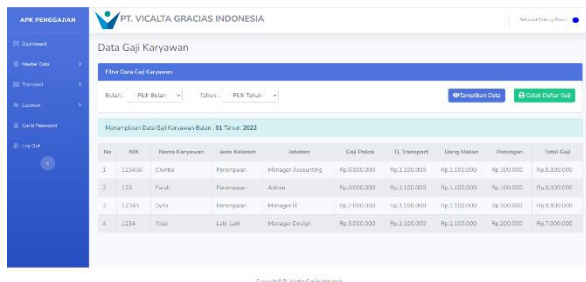 APK PENGGAJIAN
PT. VICALTA GRACIAS INDONESIA
Selamat Datang
Dashboard
Master Data
Transaksi
Laporan
Ganti Password
Log Out
Data Gaji Karyawan
Filter Data Gaji Karyawan
Bulan : Pilih Bulan Tahun : Pilih Tahun Tampilkan Data Cetak Daftar Gaji
Menampilkan Data Gaji Karyawan Bulan : 01 Tahun: 2022
No NIK Nama Karyawan Jenis Kelamin Jabatan Gaji Pokok Tj. Transport Uang Makan Potongan Total Gaji
1 123456 Chintia Perempuan Manager Accounting Rp.6.000.000 Rp.1.100.000 Rp.1.100.000 Rp.100.000 Rp.8.100.000
2 123 Farah Perempuan Admin Rp.3.000.000 Rp.1.100.000 Rp.1.100.000 Rp.100.000 Rp.5.100.000
3 12345 Syifa Perempuan Manager IT Rp.7.000.000 Rp.1.100.000 Rp.1.100.000 Rp.9.100.000
4 1234 Yosa Laki-Laki Manager Design Rp.5.000.000 Rp.1.100.000 Rp.1.100.000 Rp.200.000 Rp.7.000.000
Copyright © Pt. Vicalta Gracias Indonesia